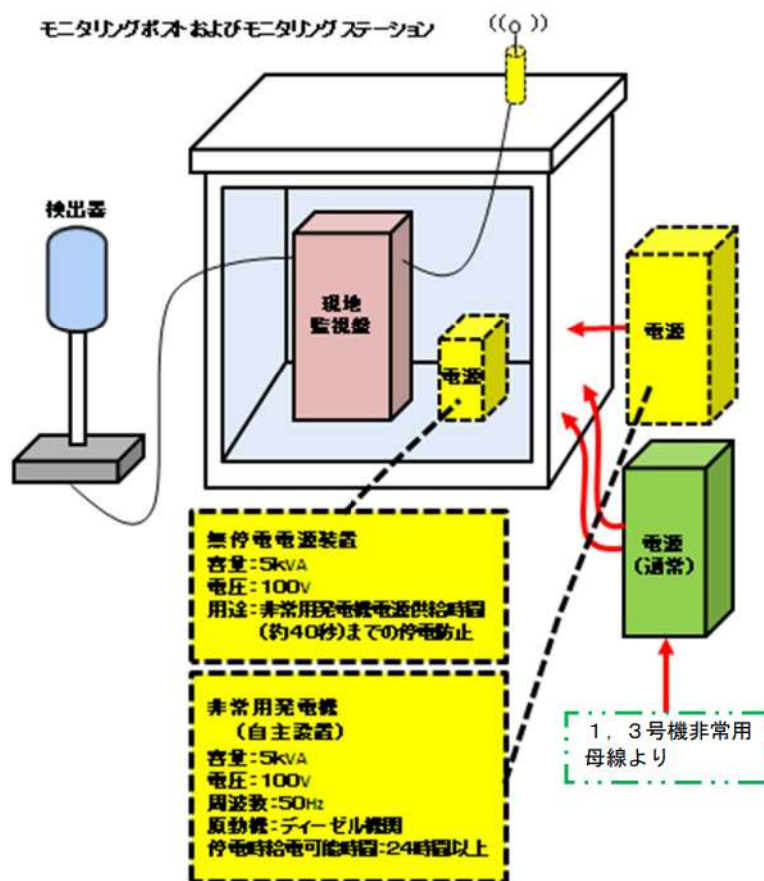 モニタリングポストおよびモニタリングステーション
((○))
検出器
現地
監視盤
電源
電源
電源
(通常)
無停電電源装置
容量:5kVA
電圧:100V
用途:非常用発電機電源供給時間
(約40秒)までの停電防止
非常用発電機
(自主設置)
容量:5kVA
電圧:100V
周波数:50Hz
原動機:ディーゼル機関
停電時給電可能時間:24時間以上
1,3号機非常用
母線より